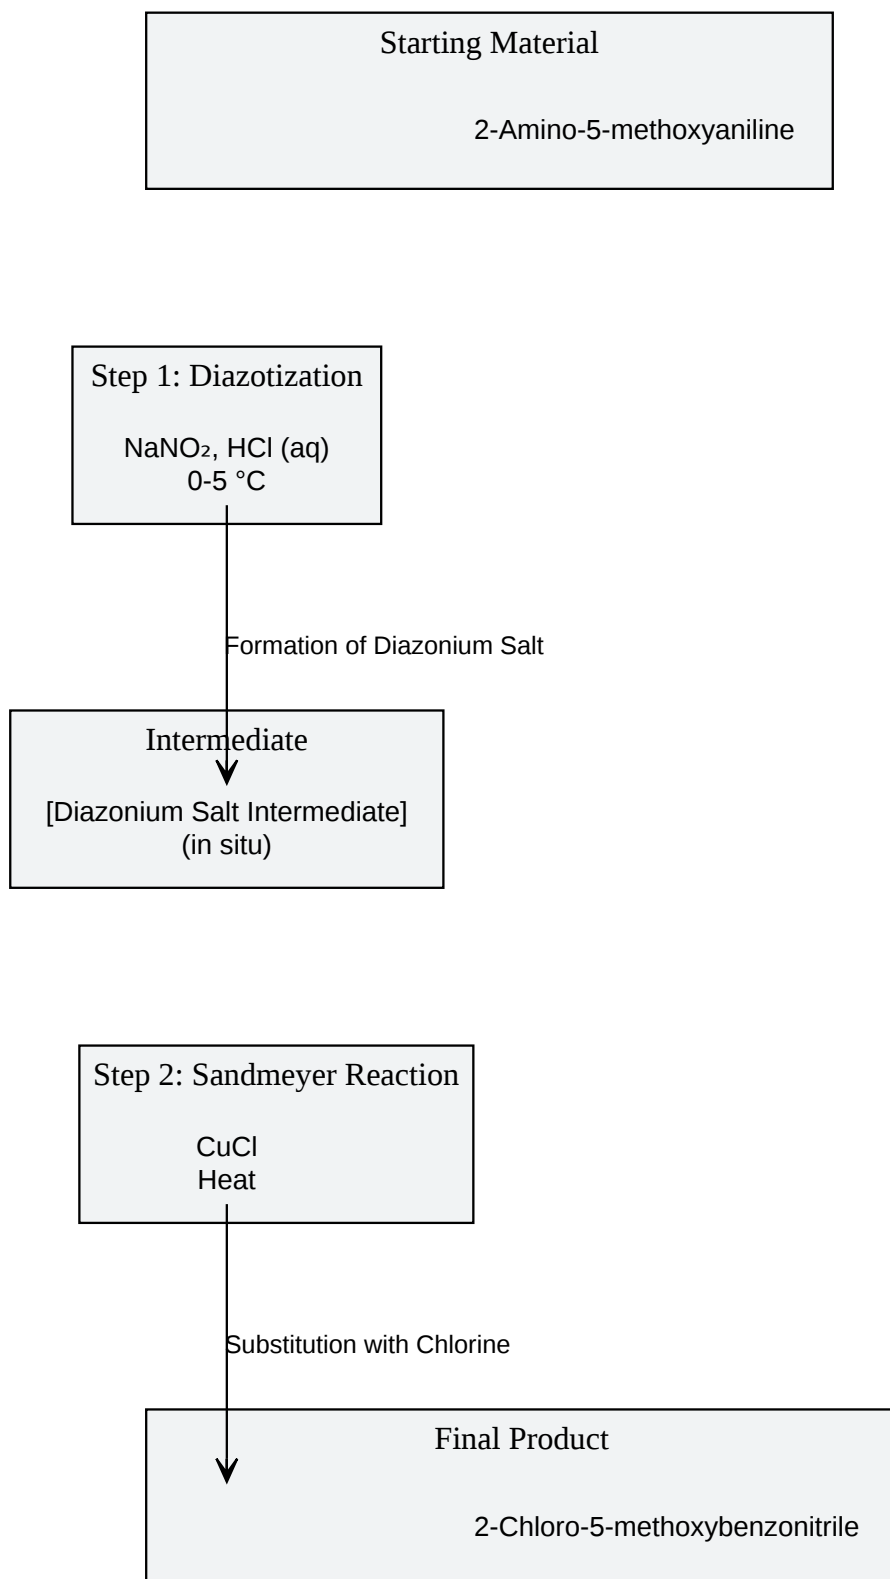 Starting Material
2-Amino-5-methoxyaniline
Step 1: Diazotization
NaNO₂, HCl (aq)
0-5 °C
Formation of Diazonium Salt
Intermediate
[Diazonium Salt Intermediate]
(in situ)
Step 2: Sandmeyer Reaction
CuCl
Heat
Substitution with Chlorine
Final Product
2-Chloro-5-methoxybenzonitrile